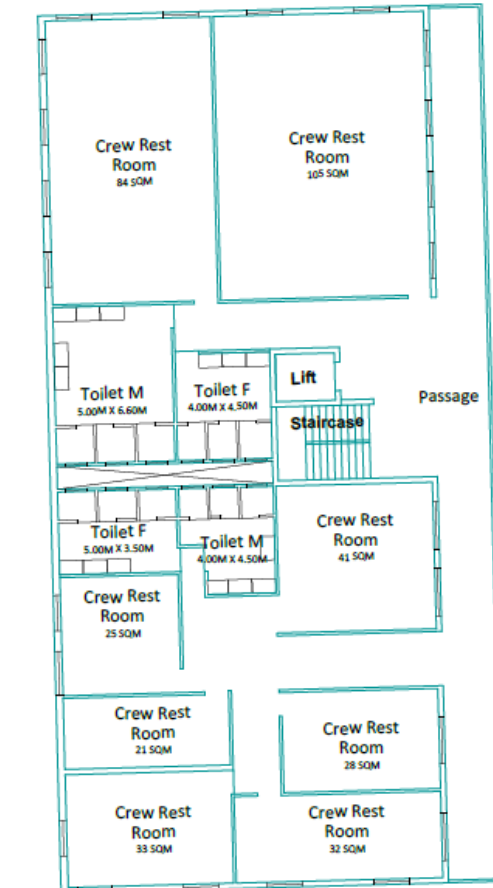 Crew Rest
Room
84 SQM
Crew Rest
Room
105 SQM
Toilet M
5.00M X 6.60M
Toilet F
4.00M X 4.50M
Lift
Staircase
Passage
Toilet F
5.00M X 3.50M
Toilet M
4.00M X 4.50M
Crew Rest
Room
41 SQM
Crew Rest
Room
25 SQM
Crew Rest
Room
21 SQM
Crew Rest
Room
28 SQM
Crew Rest
Room
33 SQM
Crew Rest
Room
32 SQM